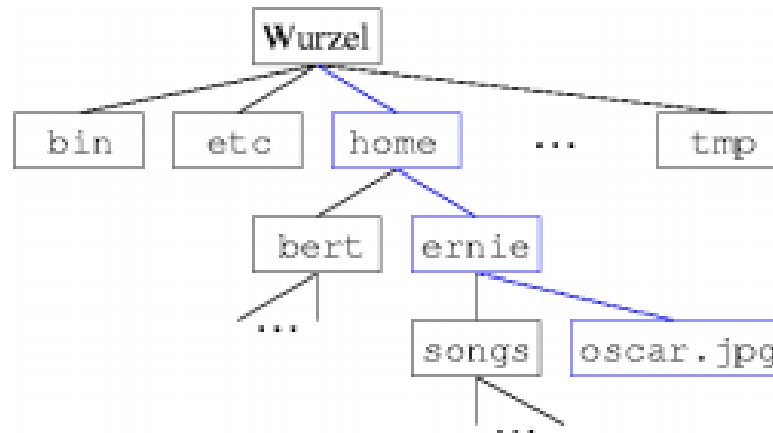 Wurzel
bin etc home ... tmp
bert ernie
...
songs oscar.jpg
...